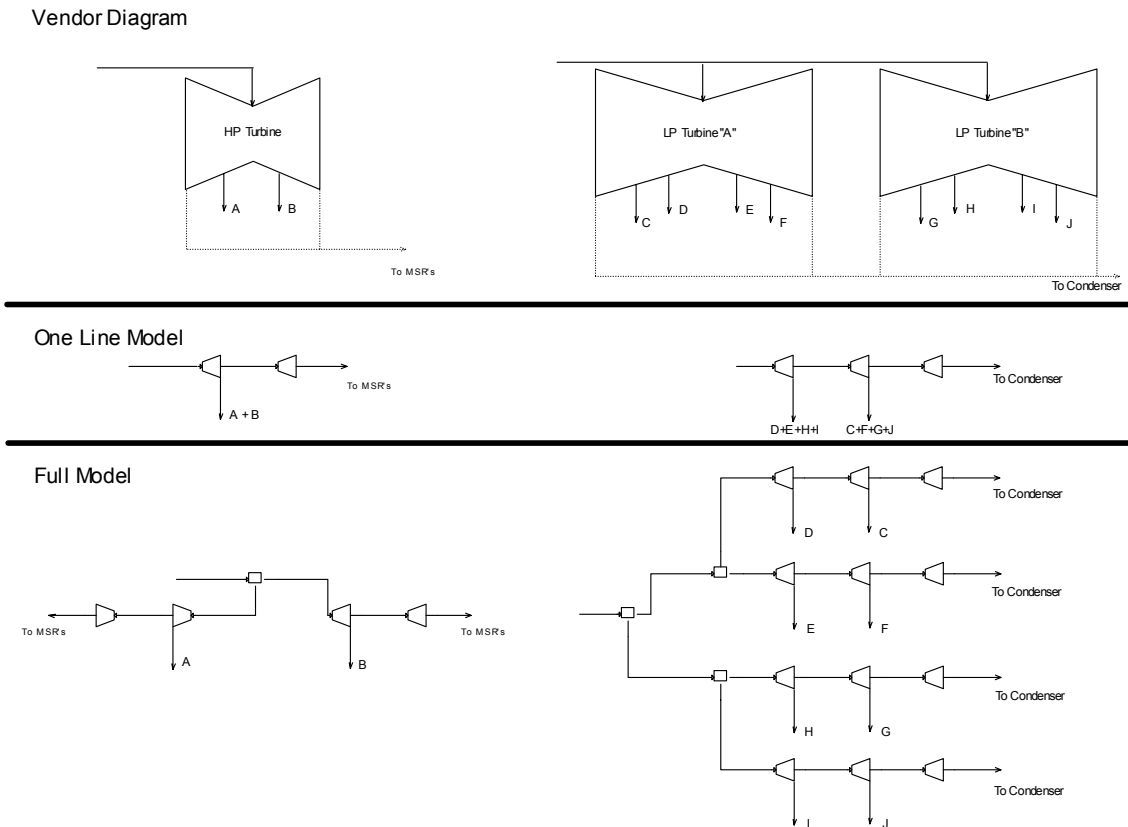 Vendor Diagram
HP Turbine
LP Turbine"A"
LP Turbine"B"
A
B
C
D
E
F
G
H
I
J
To MSR's
To Condenser
One Line Model
To MSR's
To Condenser
A + B
D+E+H+I
C+F+G+J
Full Model
To Condenser
D
C
To Condenser
E
F
To MSR's
To MSR's
A
B
To Condenser
H
G
To Condenser
I
J